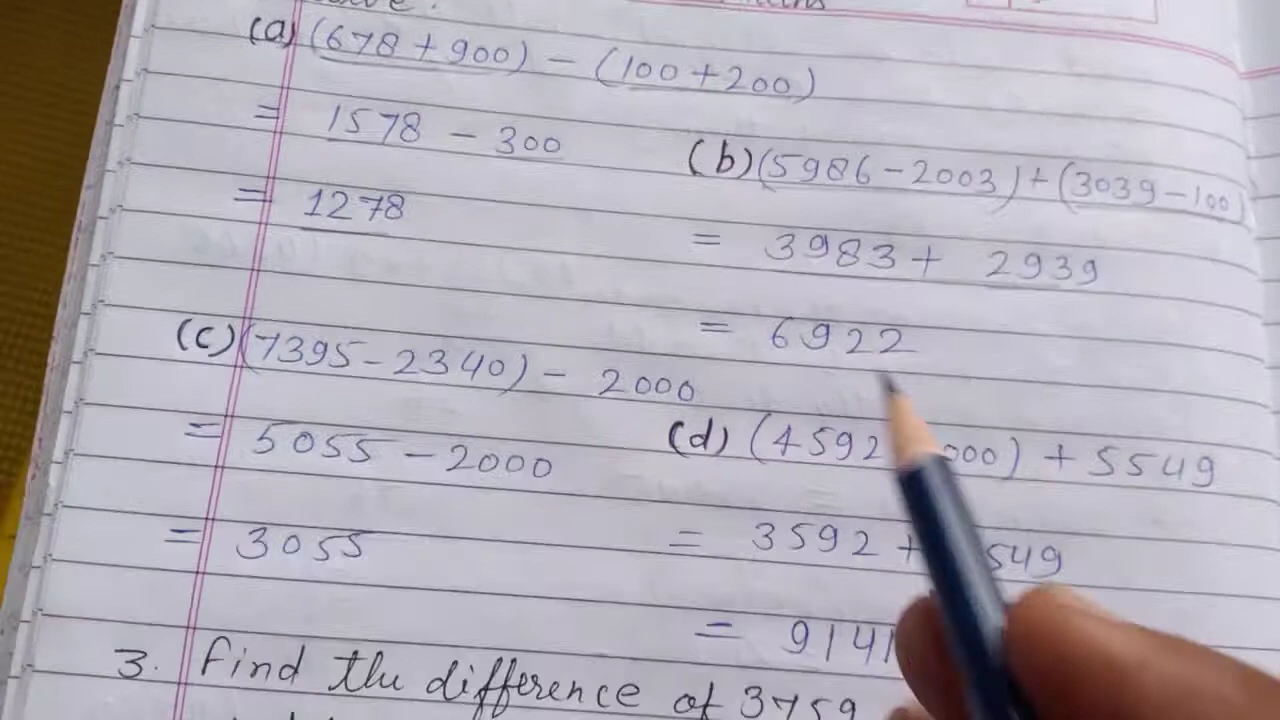 (a) (678 + 900) - (100 + 200)
= 1578 - 300
= 1278
(b) (5986 - 2003) + (3039 - 100)
= 3983 + 2939
= 6922
(c) (7395 - 2340) - 2000
= 5055 - 2000
= 3055
(d) (4592 000) + 5549
= 3592 + 549
= 9141
3. Find the difference of 3759